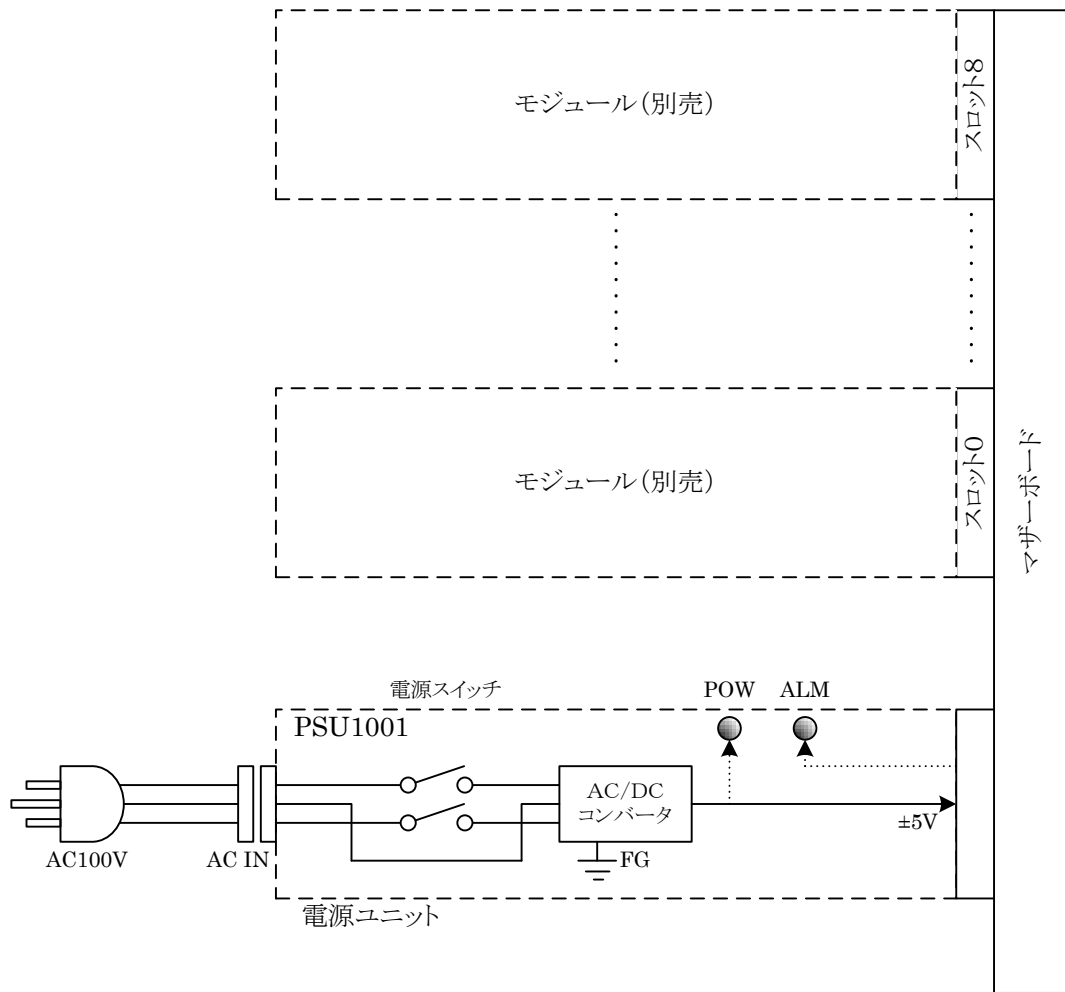 モジュール(別売)
スロット8
モジュール(別売)
スロット0
マザーボード
電源スイッチ
POW
ALM
PSU1001
AC/DC
コンバータ
±5V
AC100V
AC IN
FG
電源ユニット